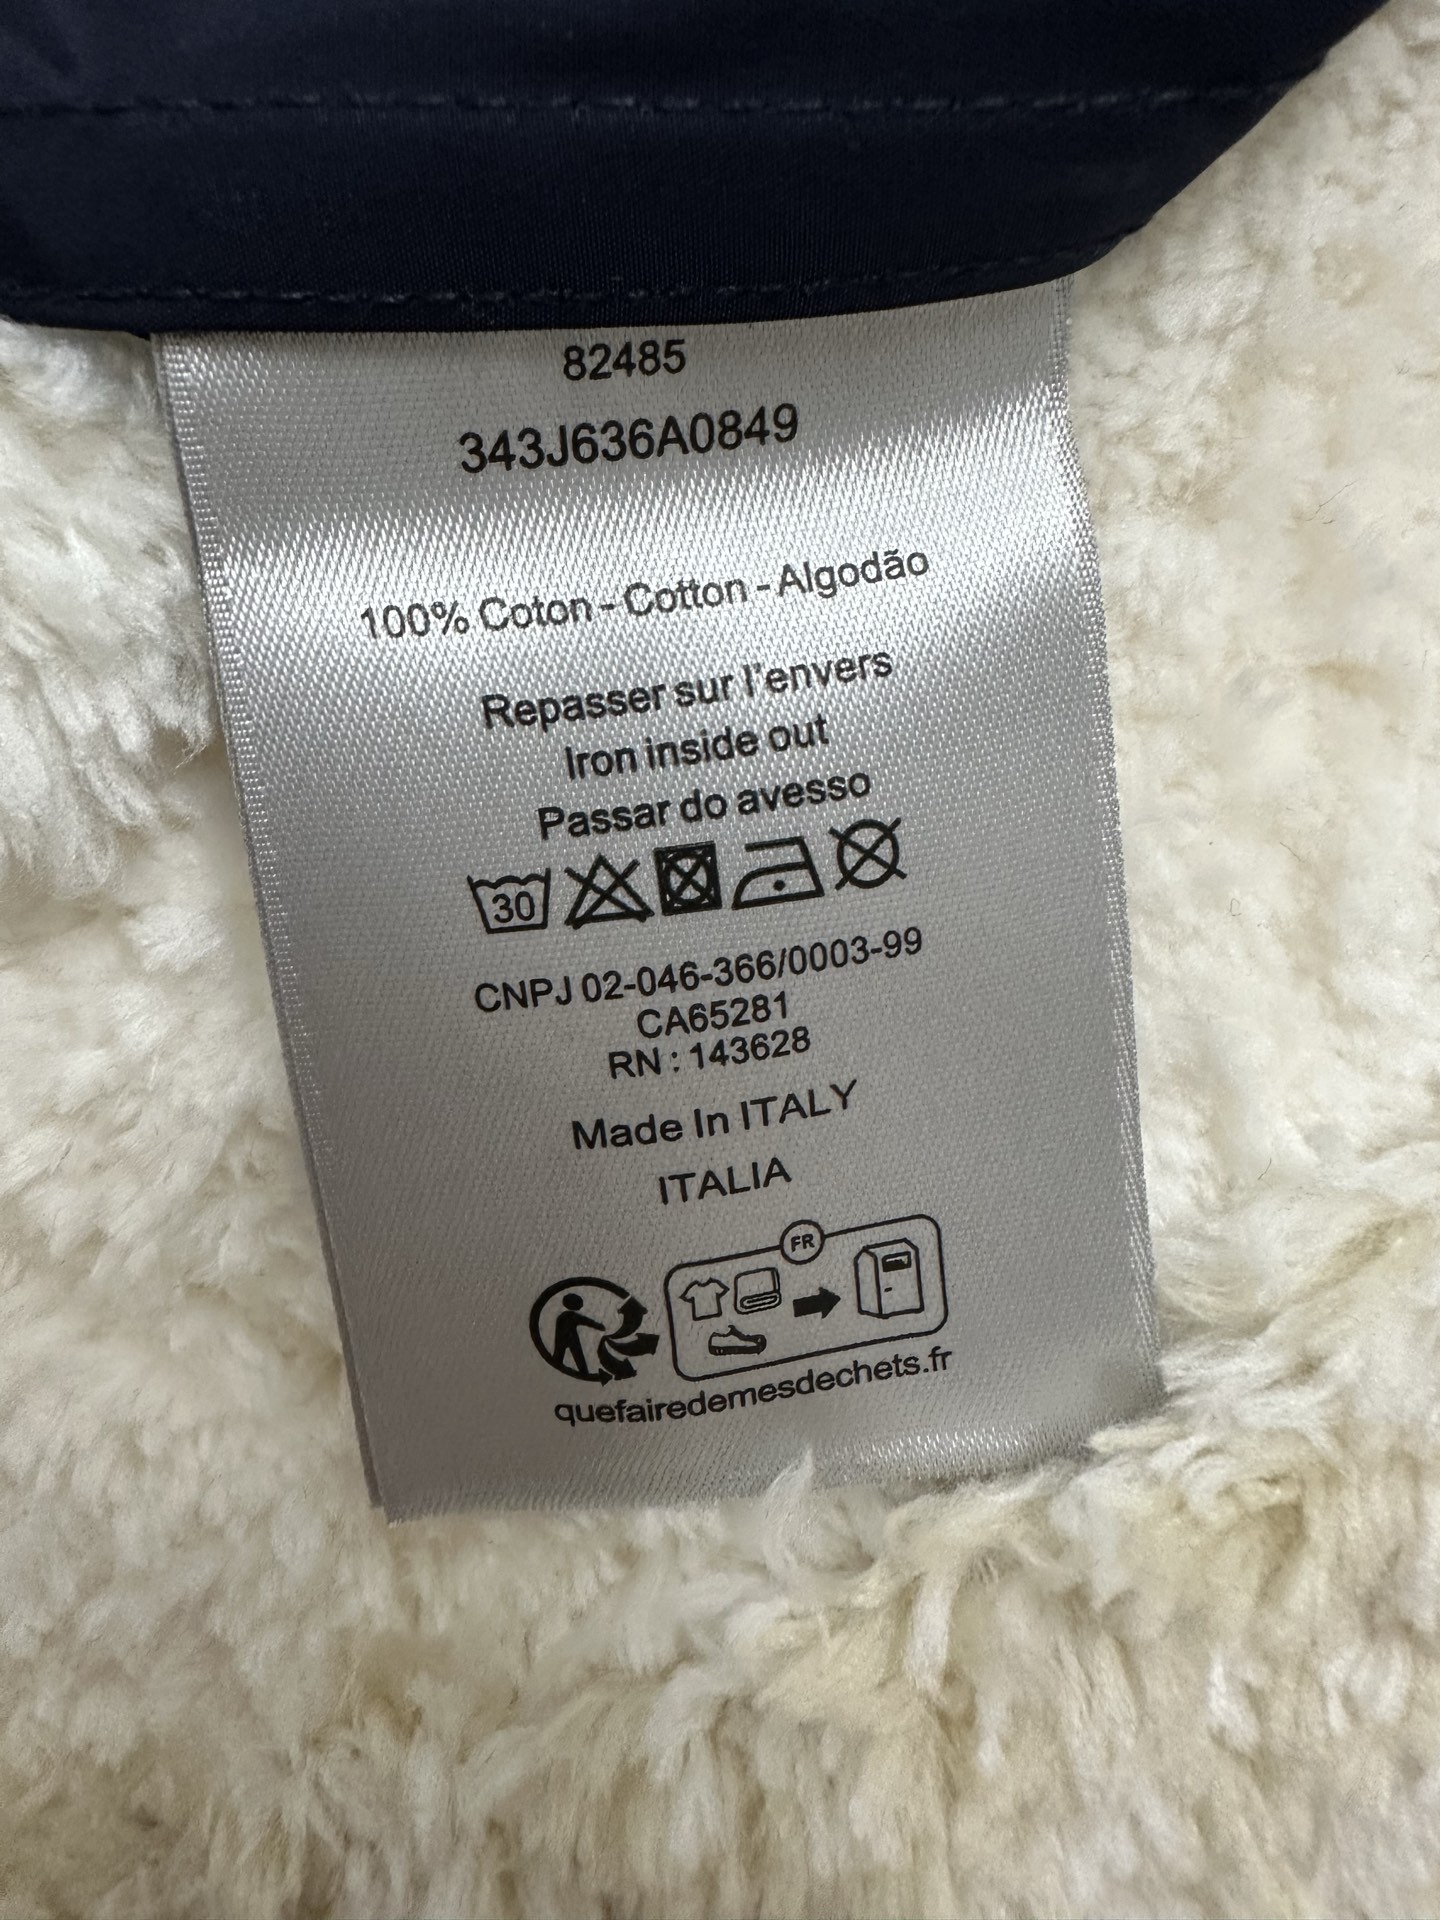 82485
343J636A0849
100% Coton - Cotton - Algodão
Repasser sur l'envers
Iron inside out
Passar do avesso
30
CNPJ 02-046-366/0003-99
CA65281
RN : 143628
Made In ITALY
ITALIA
FR
quefairedemesdechets.fr